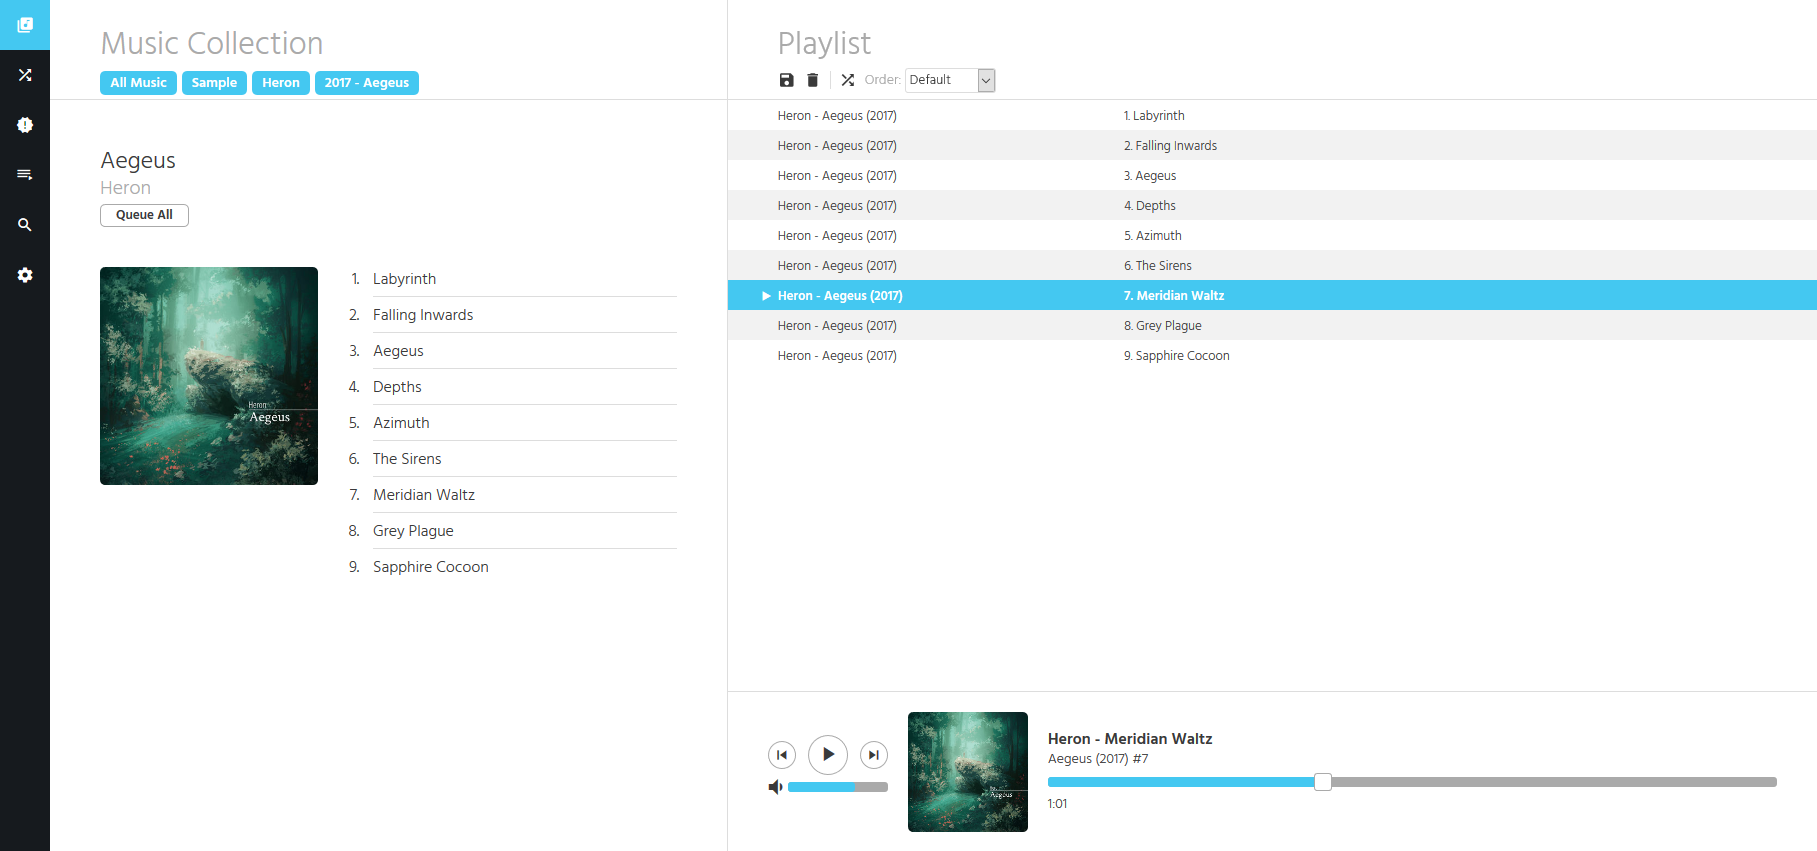 Music Collection
All Music Sample Heron 2017 - Aegeus
Aegeus
Heron
Queue All
Heron
Aegeus
1. Labyrinth
2. Falling Inwards
3. Aegeus
4. Depths
5. Azimuth
6. The Sirens
7. Meridian Waltz
8. Grey Plague
9. Sapphire Cocoon
Playlist
Order: Default
Heron - Aegeus (2017) 1. Labyrinth
Heron - Aegeus (2017) 2. Falling Inwards
Heron - Aegeus (2017) 3. Aegeus
Heron - Aegeus (2017) 4. Depths
Heron - Aegeus (2017) 5. Azimuth
Heron - Aegeus (2017) 6. The Sirens
Heron - Aegeus (2017) 7. Meridian Waltz
Heron - Aegeus (2017) 8. Grey Plague
Heron - Aegeus (2017) 9. Sapphire Cocoon
Aegeus
Heron - Meridian Waltz
Aegeus (2017) #7
1:01